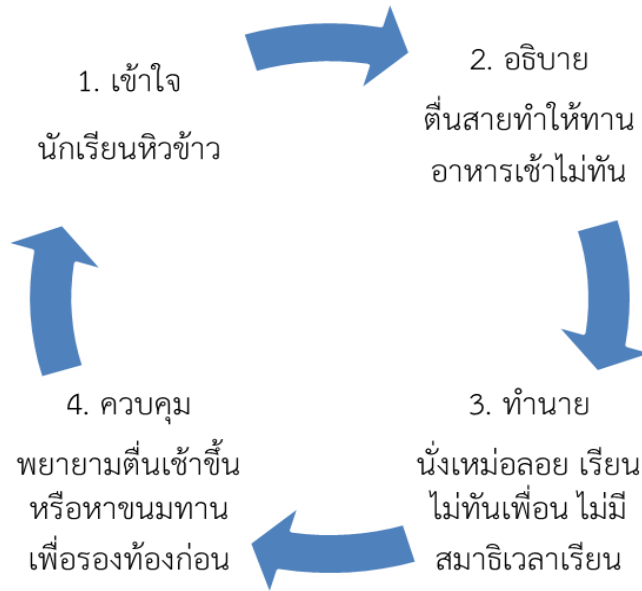 1. เข้าใจ
นักเรียนหิวข้าว
2. อธิบาย
ตื่นสายทำให้ทาน
อาหารเช้าไม่ทัน
3. ทำนาย
นั่งเหม่อลอย เรียน
ไม่ทันเพื่อน ไม่มี
สมาธิเวลาเรียน
4. ควบคุม
พยายามตื่นเช้าขึ้น
หรือหาขนมทาน
เพื่อรองท้องก่อน